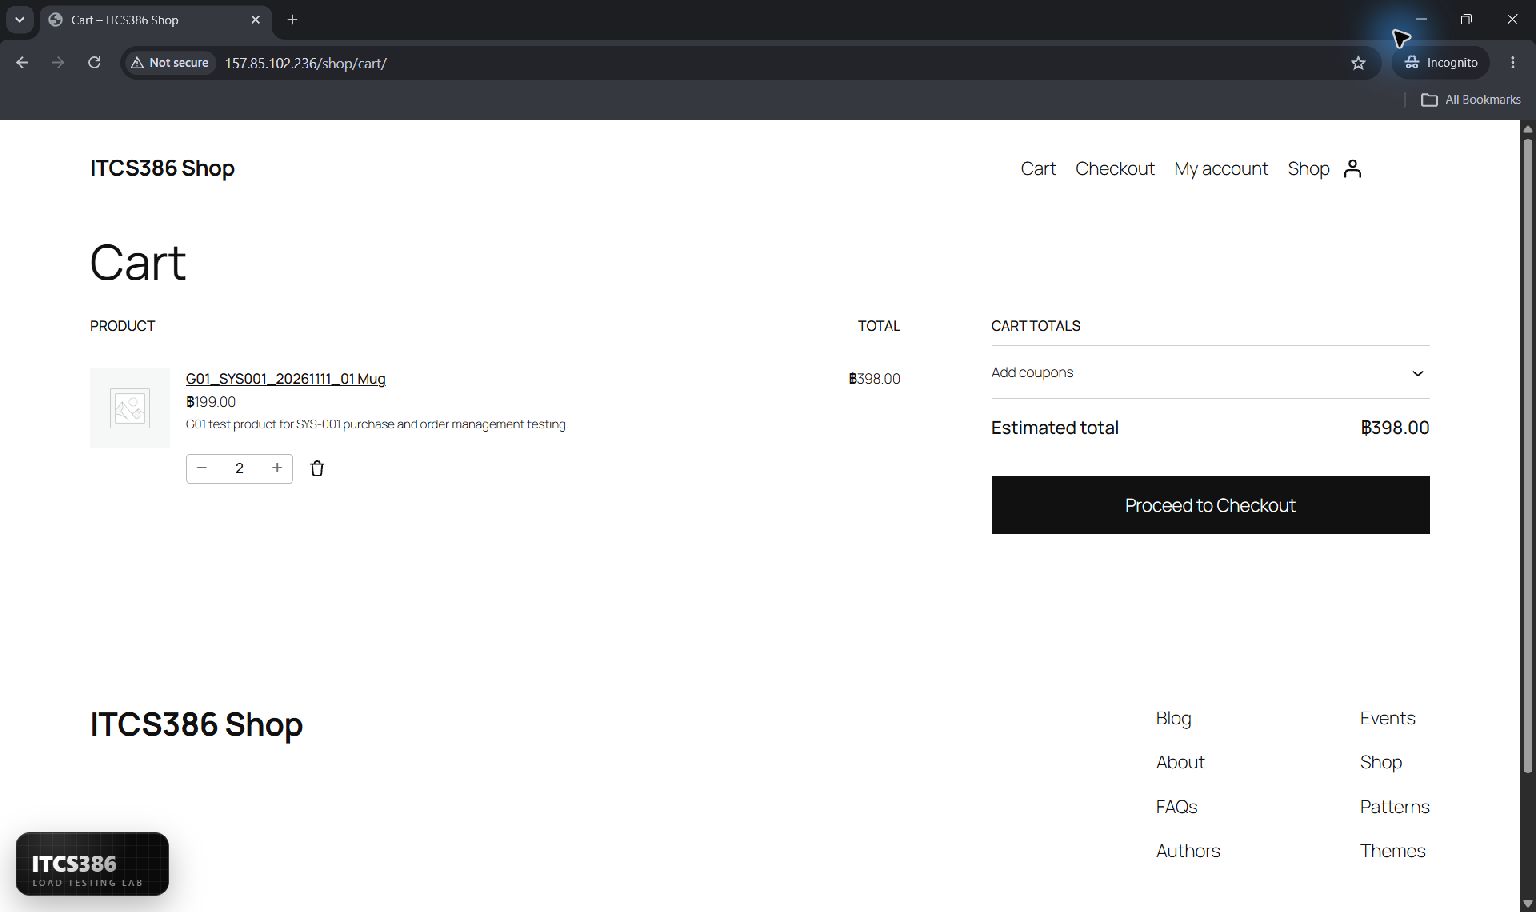 Cart – ITCS386 Shop
Not secure
157.85.102.236/shop/cart/
Incognito
All Bookmarks
ITCS386 Shop
Cart
Checkout
My account
Shop
Cart
PRODUCT
TOTAL
G01_SYS001_20261111_01 Mug
฿398.00
฿199.00
G01 test product for SYS-001 purchase and order management testing.
2
CART TOTALS
Add coupons
Estimated total
฿398.00
Proceed to Checkout
ITCS386 Shop
Blog
Events
About
Shop
FAQs
Patterns
Authors
Themes
ITCS386
LOAD TESTING LAB